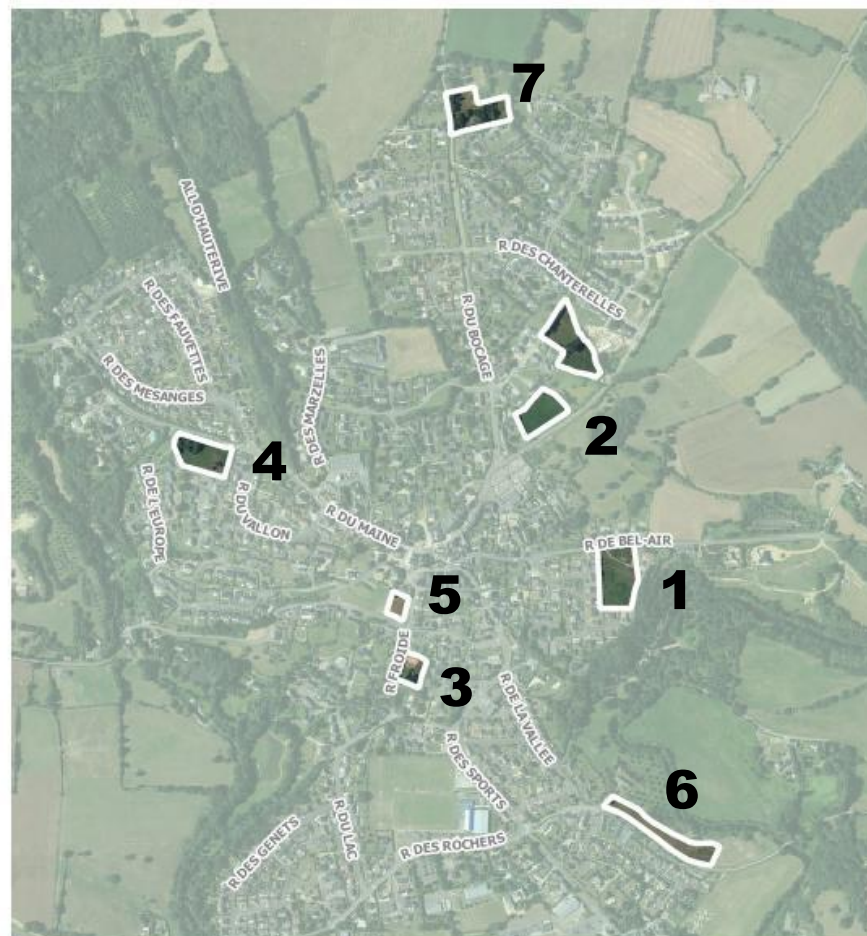 7
ALL D'HAUTERIVE
R DES CHANTERELLES
R DES FAUVETTES
R DU BOCAGE
R DES MESANGES
R DES MARZELLES
2
4
R DE L'EUROPE
R DU VALLON
R DU MAINE
R DE BEL-AIR
5
1
R FROIDE
3
R DE LA VALLEE
R DES SPORTS
6
R DU LAC
R DES GENETS
R DES ROCHERS